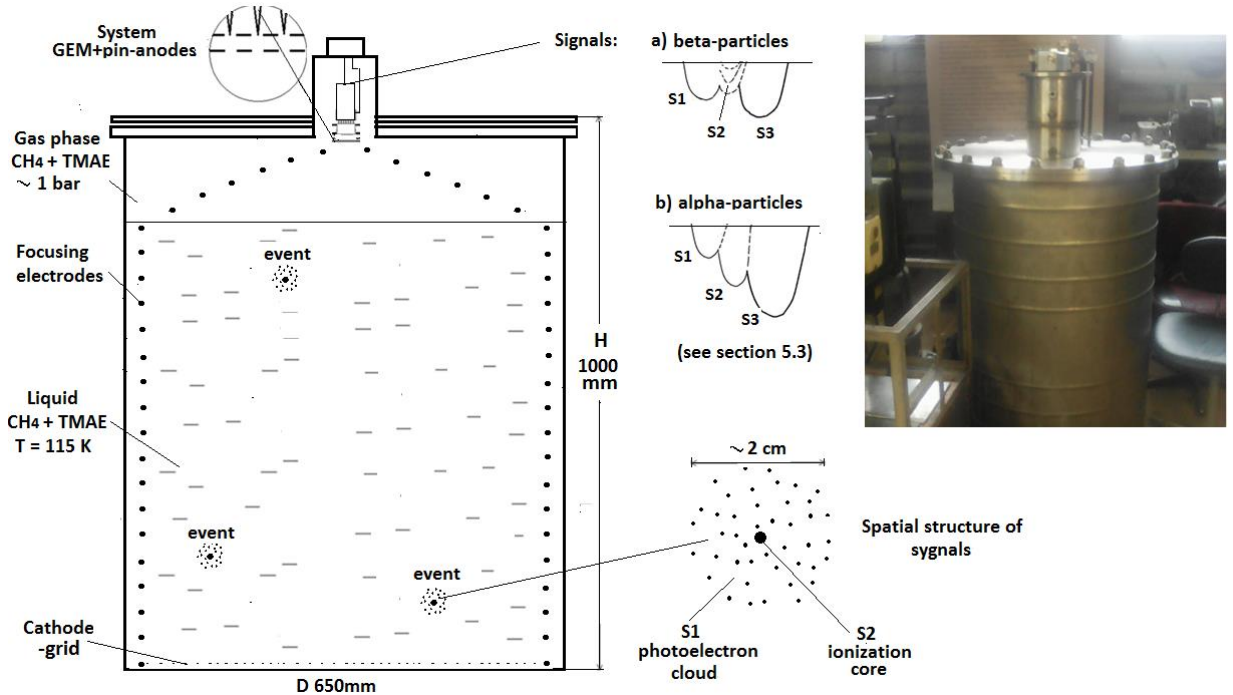 System
GEM+pin-anodes
Signals:
a) beta-particles
S1
S2
S3
Gas phase
CH4 + TMAE
~ 1 bar
b) alpha-particles
S1
S2
S3
(see section 5.3)
Focusing
electrodes
event
H
1000
mm
Liquid
CH4 + TMAE
T = 115 K
~ 2 cm
event
event
Spatial structure of
sygnals
Cathode
-grid
S1
photoelectron
cloud
S2
ionization
core
D 650mm